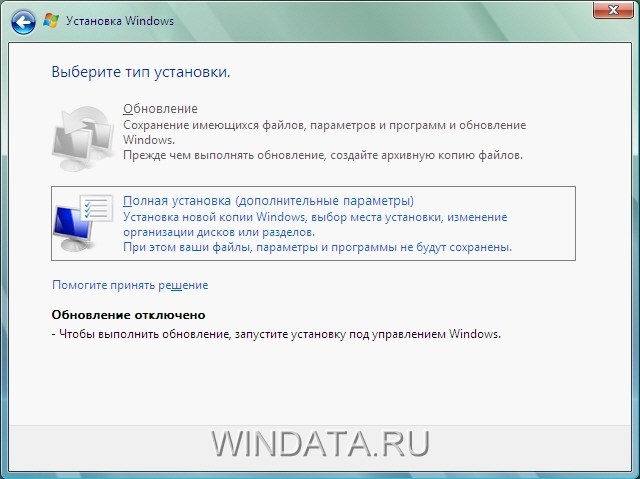 Установка Windows
Выберите тип установки.
Обновление
Сохранение имеющихся файлов, параметров и программ и обновление
Windows.
Прежде чем выполнять обновление, создайте архивную копию файлов.
Полная установка (дополнительные параметры)
Установка новой копии Windows, выбор места установки, изменение
организации дисков или разделов.
При этом ваши файлы, параметры и программы не будут сохранены.
Помогите принять решение
Обновление отключено
- Чтобы выполнить обновление, запустите установку под управлением Windows.
WINDATA.RU